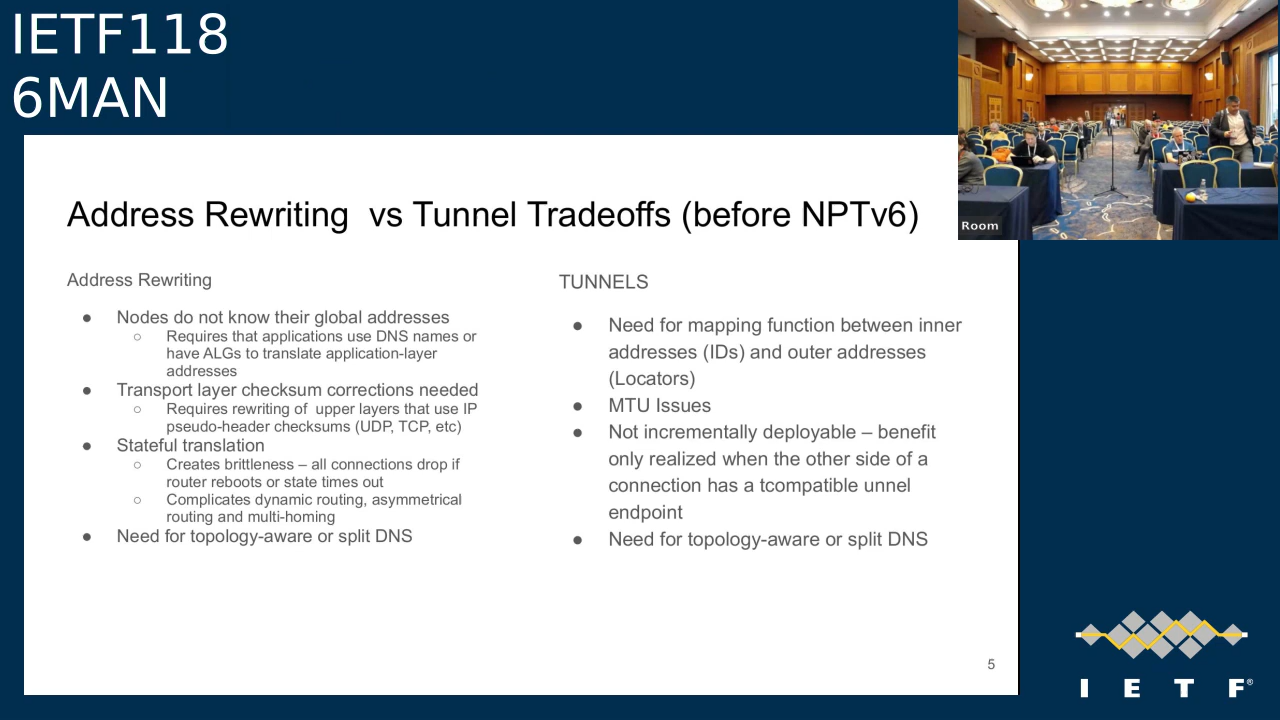 IETF118
6MAN
Room
Address Rewriting  vs Tunnel Tradeoffs (before NPTv6)
Address Rewriting
● Nodes do not know their global addresses
○ Requires that applications use DNS names or
have ALGs to translate application-layer
addresses
● Transport layer checksum corrections needed
○ Requires rewriting of  upper layers that use IP
pseudo-header checksums (UDP, TCP, etc)
● Stateful translation
○ Creates brittleness – all connections drop if
router reboots or state times out
○ Complicates dynamic routing, asymmetrical
routing and multi-homing
● Need for topology-aware or split DNS
TUNNELS
● Need for mapping function between inner
addresses (IDs) and outer addresses
(Locators)
● MTU Issues
● Not incrementally deployable – benefit
only realized when the other side of a
connection has a tcompatible unnel
endpoint
● Need for topology-aware or split DNS
5
I E T F®